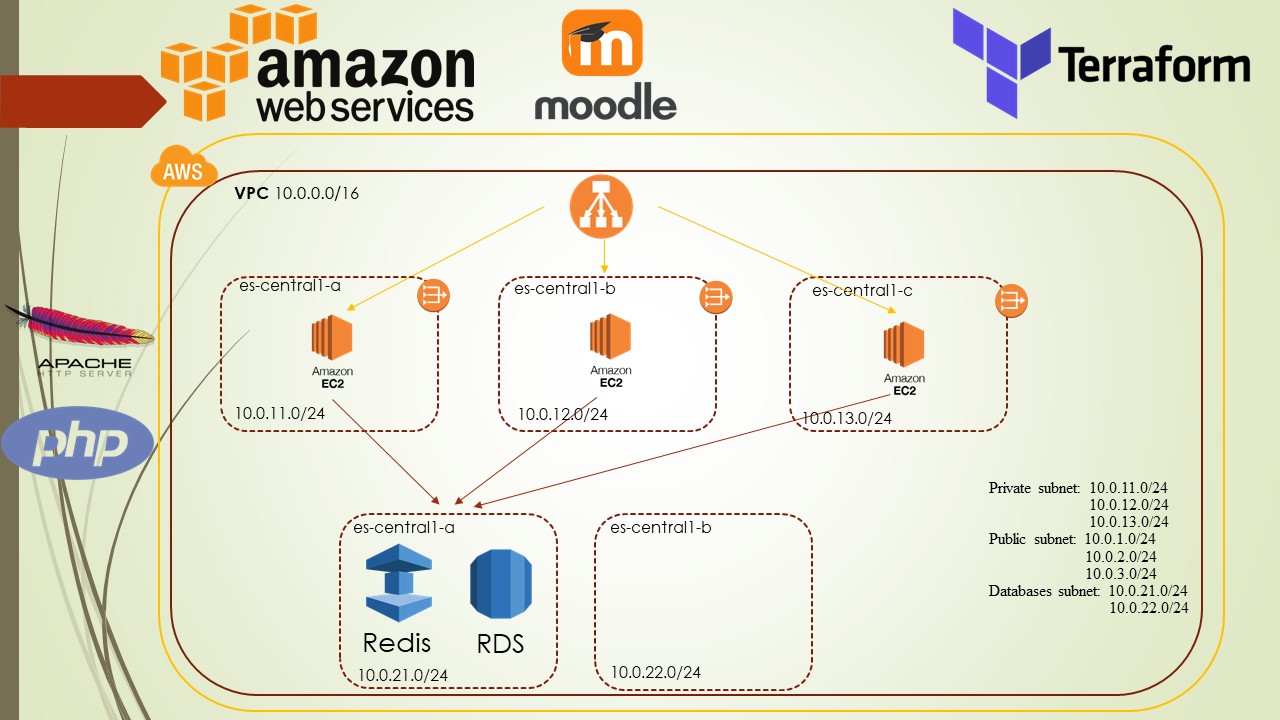 amazon
web services
moodle
Terraform
AWS
VPC 10.0.0.0/16
es-central1-a
es-central1-b
es-central1-c
Amazon
EC2
Amazon
EC2
Amazon
EC2
10.0.11.0/24
10.0.12.0/24
10.0.13.0/24
APACHE
HTTP SERVER
php
Private subnet: 10.0.11.0/24
10.0.12.0/24
10.0.13.0/24
Public subnet: 10.0.1.0/24
10.0.2.0/24
10.0.3.0/24
Databases subnet: 10.0.21.0/24
10.0.22.0/24
es-central1-a
es-central1-b
Redis
RDS
10.0.21.0/24
10.0.22.0/24